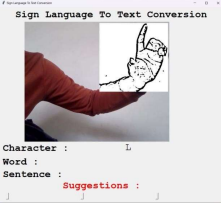 Sign Language To Text Conversion
Sign Language To Text Conversion
Character : L
Word :
Sentence :
Suggestions :